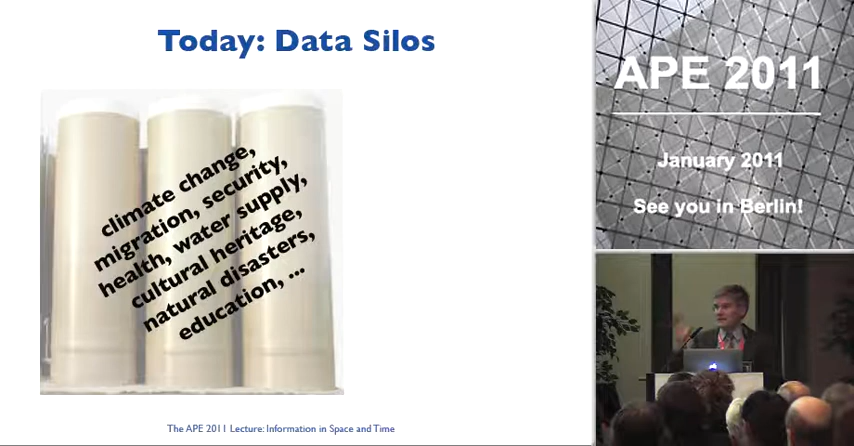 Today: Data Silos
climate change,
migration, security,
health, water supply,
cultural heritage,
natural disasters,
education, ...
The APE 2011 Lecture: Information in Space and Time
APE 2011
January 2011
See you in Berlin!